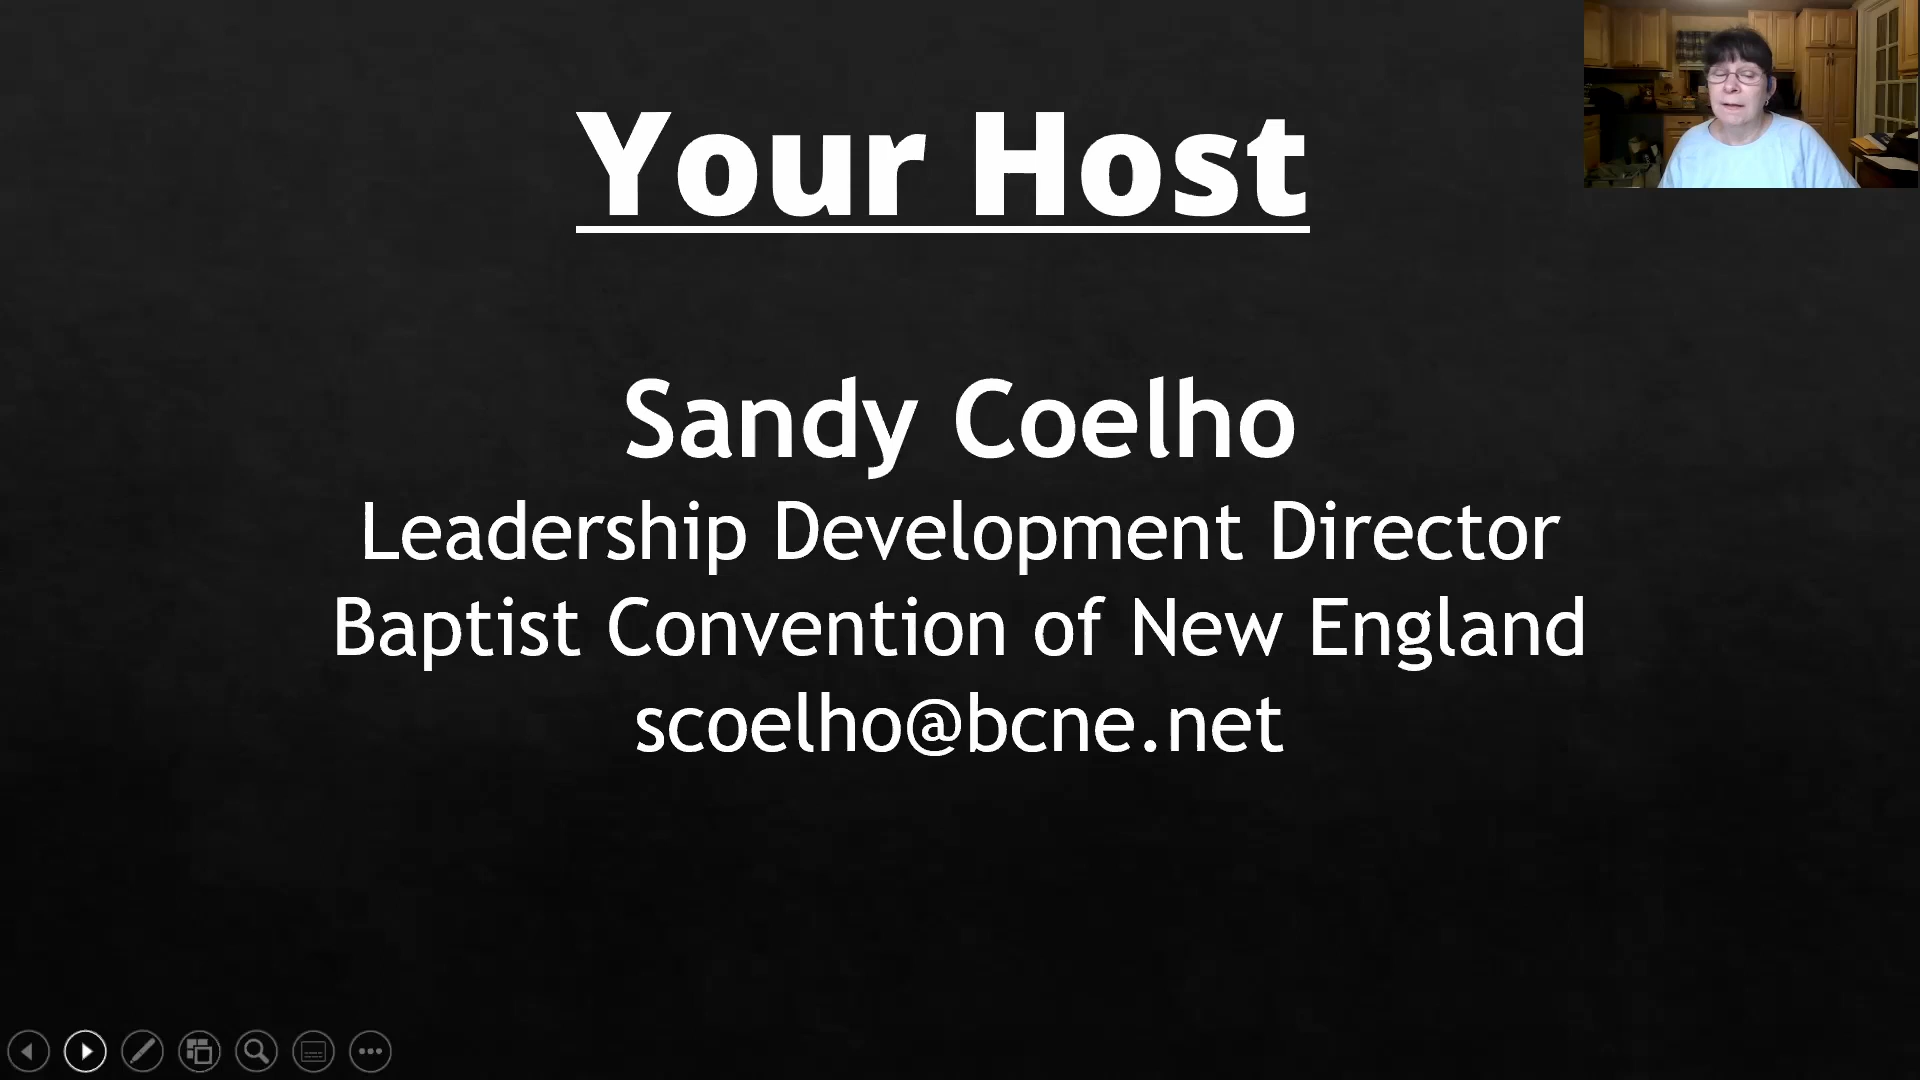 Your Host
Sandy Coelho
Leadership Development Director
Baptist Convention of New England
scoelho@bcne.net